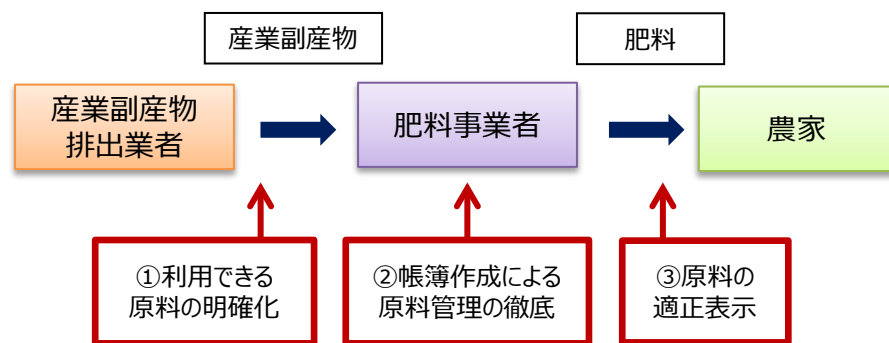 産業副産物
肥料
産業副産物
排出業者
肥料事業者
農家
①利用できる
原料の明確化
②帳簿作成による
原料管理の徹底
③原料の
適正表示